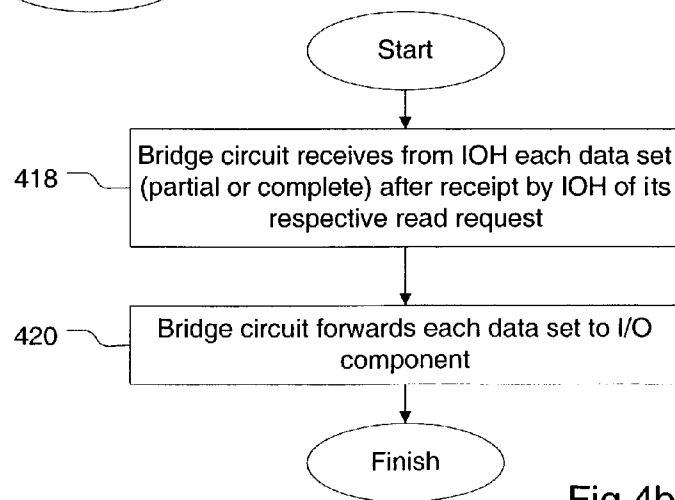 Start
418
Bridge circuit receives from IOH each data set
(partial or complete) after receipt by IOH of its
respective read request
420
Bridge circuit forwards each data set to I/O
component
Finish
Fig 4b